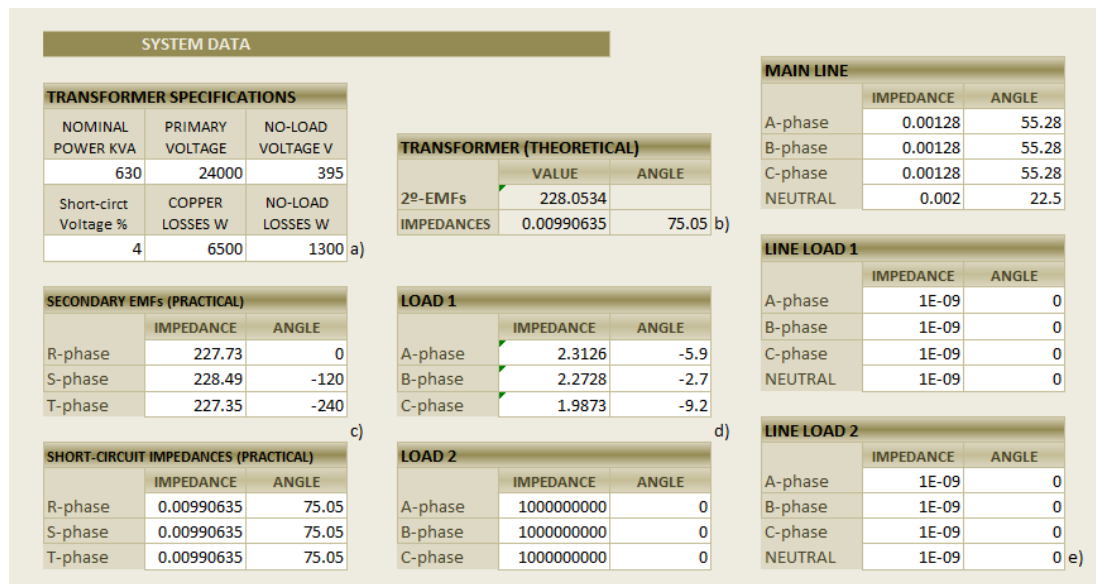 SYSTEM DATA
TRANSFORMER SPECIFICATIONS
NOMINAL POWER KVA PRIMARY VOLTAGE NO-LOAD VOLTAGE V
630 24000 395
Short-circt Voltage % COPPER LOSSES W NO-LOAD LOSSES W
4 6500 1300 a)
TRANSFORMER (THEORETICAL)
VALUE ANGLE
2º-EMFs 228.0534
IMPEDANCES 0.00990635 75.05 b)
MAIN LINE
IMPEDANCE ANGLE
A-phase 0.00128 55.28
B-phase 0.00128 55.28
C-phase 0.00128 55.28
NEUTRAL 0.002 22.5
SECONDARY EMFs (PRACTICAL)
IMPEDANCE ANGLE
R-phase 227.73 0
S-phase 228.49 -120
T-phase 227.35 -240
c)
LOAD 1
IMPEDANCE ANGLE
A-phase 2.3126 -5.9
B-phase 2.2728 -2.7
C-phase 1.9873 -9.2
d)
LINE LOAD 1
IMPEDANCE ANGLE
A-phase 1E-09 0
B-phase 1E-09 0
C-phase 1E-09 0
NEUTRAL 1E-09 0
SHORT-CIRCUIT IMPEDANCES (PRACTICAL)
IMPEDANCE ANGLE
R-phase 0.00990635 75.05
S-phase 0.00990635 75.05
T-phase 0.00990635 75.05
LOAD 2
IMPEDANCE ANGLE
A-phase 1000000000 0
B-phase 1000000000 0
C-phase 1000000000 0
LINE LOAD 2
IMPEDANCE ANGLE
A-phase 1E-09 0
B-phase 1E-09 0
C-phase 1E-09 0
NEUTRAL 1E-09 0 e)